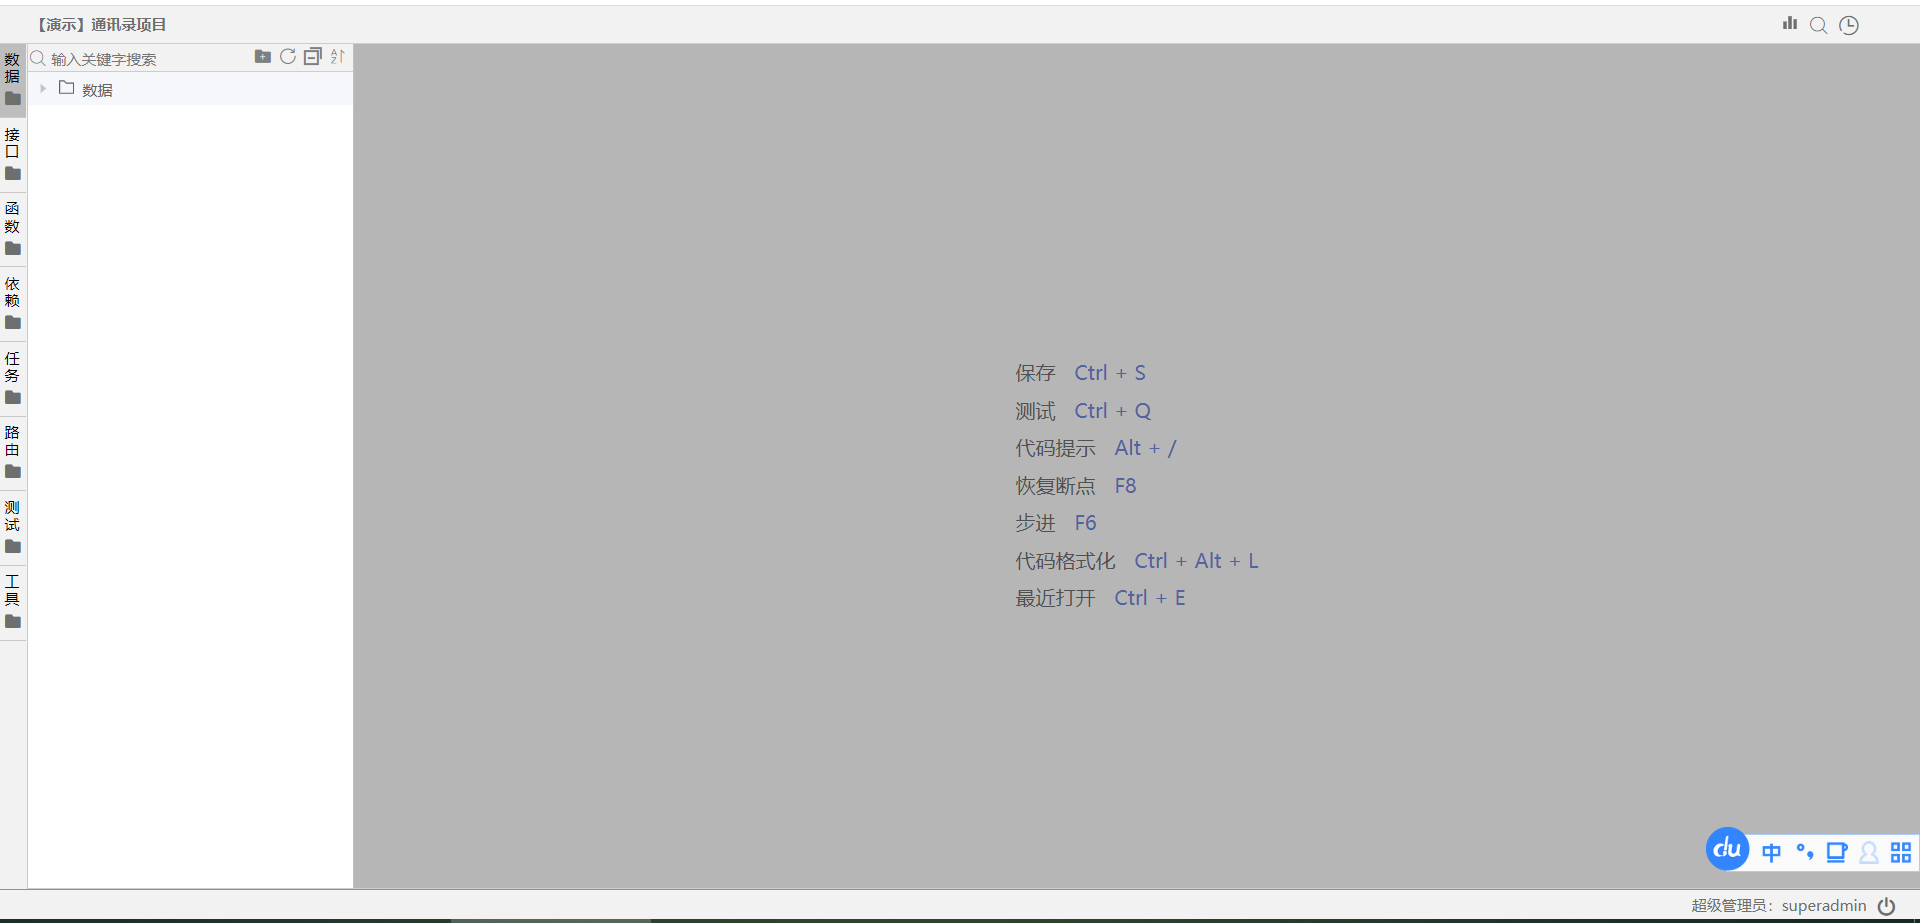 【演示】通讯录项目
输入关键字搜索
数据
数据
接口
函数
依赖
任务
路由
测试
工具
保存 Ctrl + S
测试 Ctrl + Q
代码提示 Alt + /
恢复断点 F8
步进 F6
代码格式化 Ctrl + Alt + L
最近打开 Ctrl + E
du 中
超级管理员：superadmin